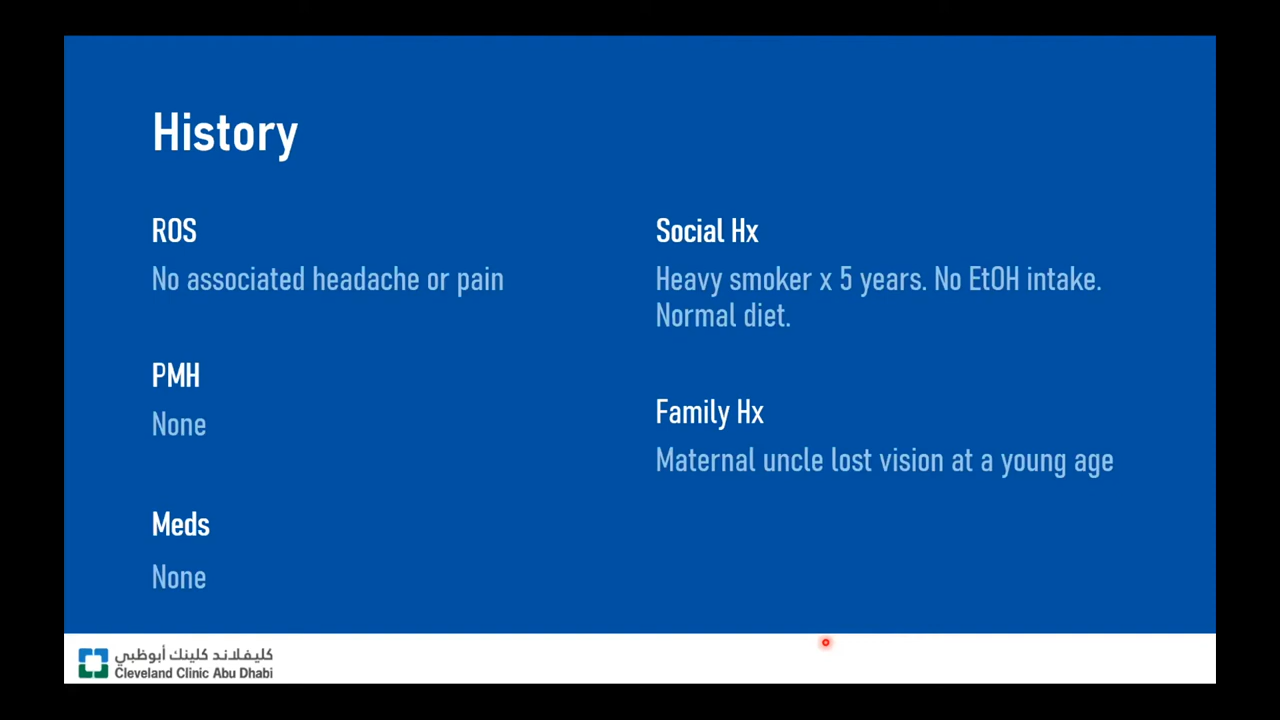 History
ROS
No associated headache or pain
PMH
None
Meds
None
Social Hx
Heavy smoker x 5 years. No EtOH intake.
Normal diet.
Family Hx
Maternal uncle lost vision at a young age
كليفلاند كلينك أبوظبي
Cleveland Clinic Abu Dhabi